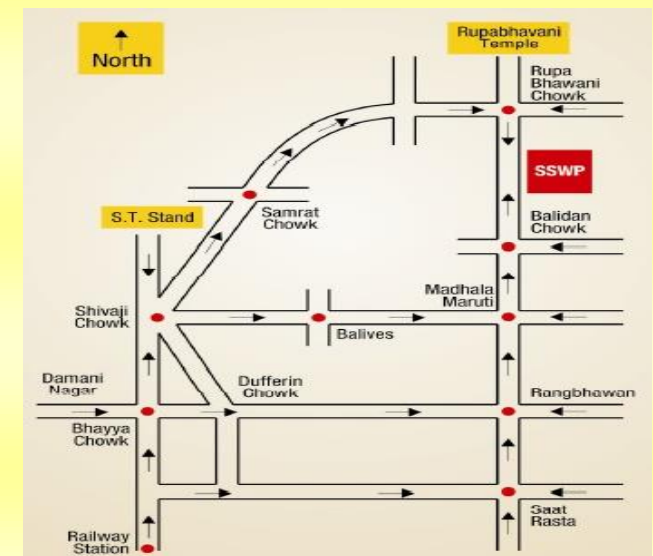 North
Rupabhavani
Temple
Rupa
Bhawani
Chowk
SSWP
S.T. Stand
Samrat
Chowk
Balidan
Chowk
Madhala
Maruti
Shivaji
Chowk
Balives
Damani
Nagar
Dufferin
Chowk
Rangbhawan
Bhayya
Chowk
Saat
Rasta
Railway
Station